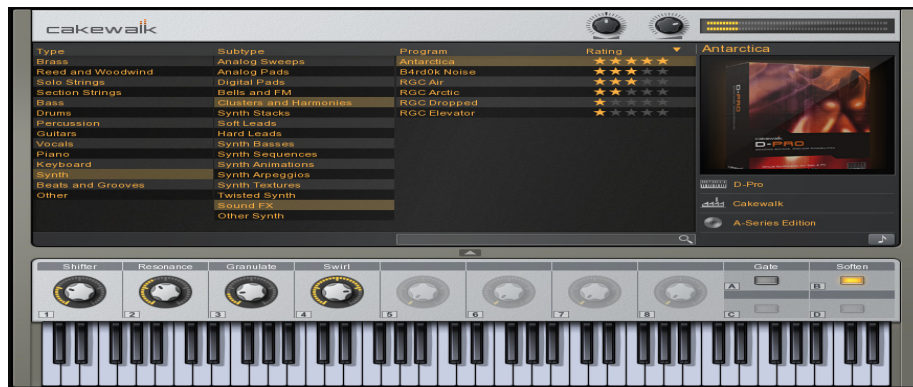 cakewalk
Type
Brass
Reed and Woodwind
Solo Strings
Section Strings
Bass
Drums
Percussion
Guitars
Vocals
Piano
Keyboard
Synth
Beats and Grooves
Other
Subtype
Analog Sweeps
Analog Pads
Digital Pads
Bells and FM
Clusters and Harmonies
Synth Stacks
Soft Leads
Hard Leads
Synth Basses
Synth Sequences
Synth Animations
Synth Arpeggios
Synth Textures
Twisted Synth
Sound FX
Other Synth
Program Rating
Antarctica
B4rd0k Noise
RGC Air
RGC Arctic
RGC Dropped
RGC Elevator
Antarctica
cakewalk
D-PRO
D-Pro
Cakewalk
A-Series Edition
Shifter Resonance Granulate Swirl Gate Soften
A B
1 2 3 4 5 6 7 8 C D